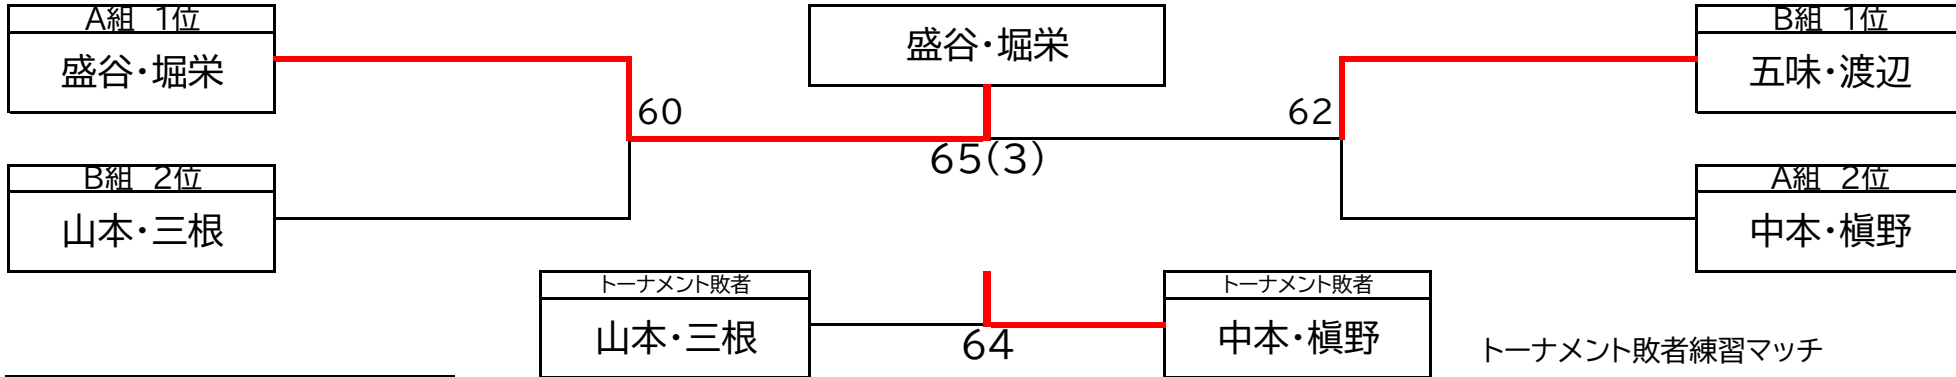 A組 1位
盛谷・堀栄
盛谷・堀栄
B組 1位
五味・渡辺
60
62
65(3)
B組 2位
山本・三根
A組 2位
中本・槇野
トーナメント敗者
山本・三根
64
トーナメント敗者
中本・槇野
トーナメント敗者練習マッチ